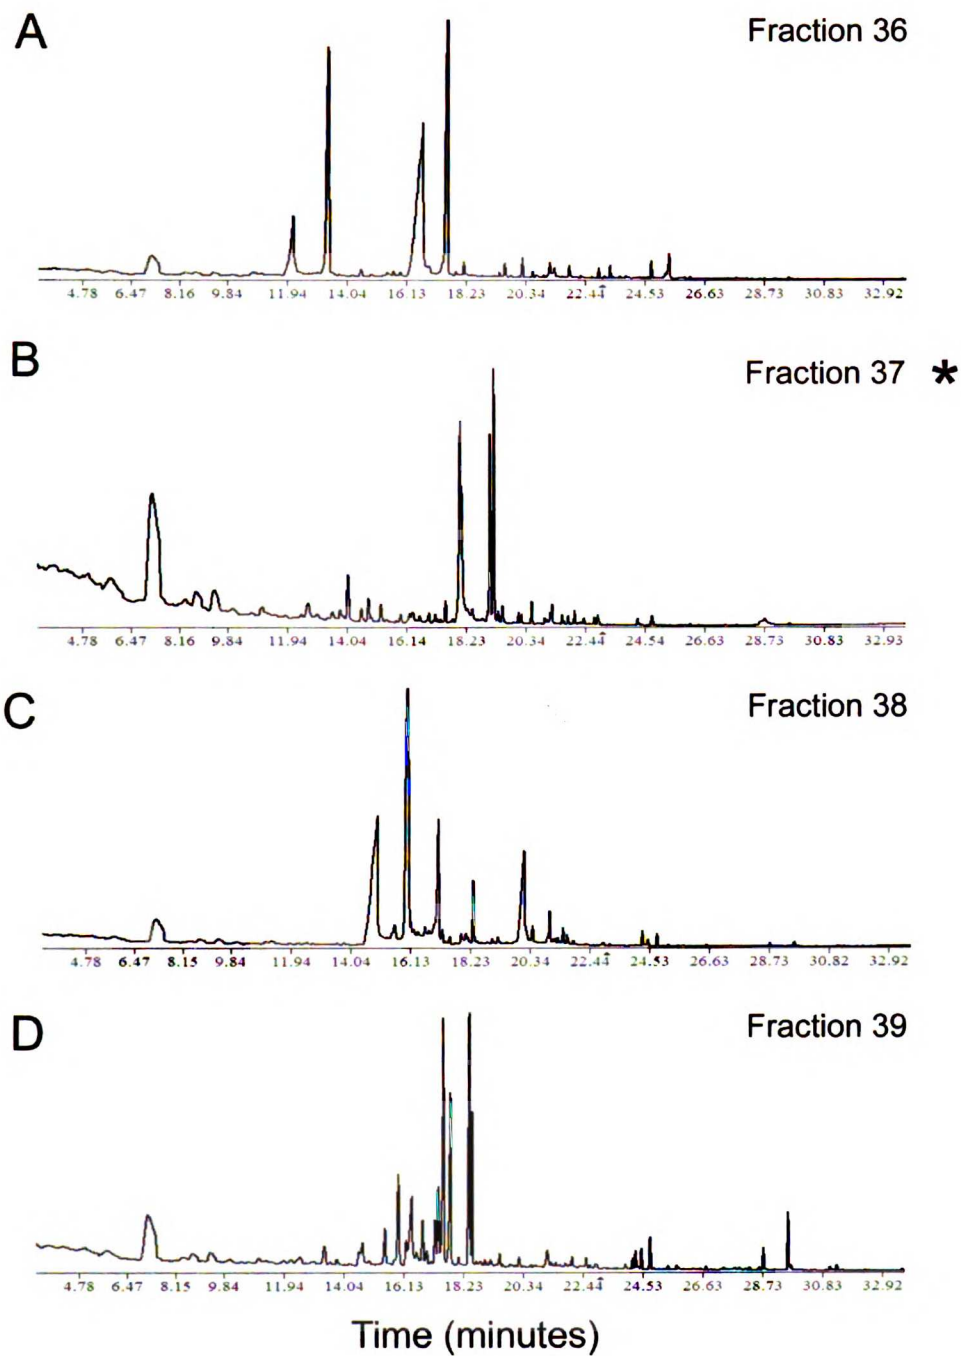 A
Fraction 36
4.78 6.47 8.16 9.84 11.94 14.04 16.13 18.23 20.34 22.44 24.53 26.63 28.73 30.83 32.92
B
Fraction 37 *
4.78 6.47 8.16 9.84 11.94 14.04 16.14 18.23 20.34 22.44 24.54 26.63 28.73 30.83 32.93
C
Fraction 38
4.78 6.47 8.15 9.84 11.94 14.04 16.13 18.23 20.34 22.44 24.53 26.63 28.73 30.82 32.92
D
Fraction 39
4.78 6.47 8.15 9.84 11.94 14.04 16.13 18.23 20.34 22.44 24.53 26.63 28.73 30.83 32.92
Time (minutes)